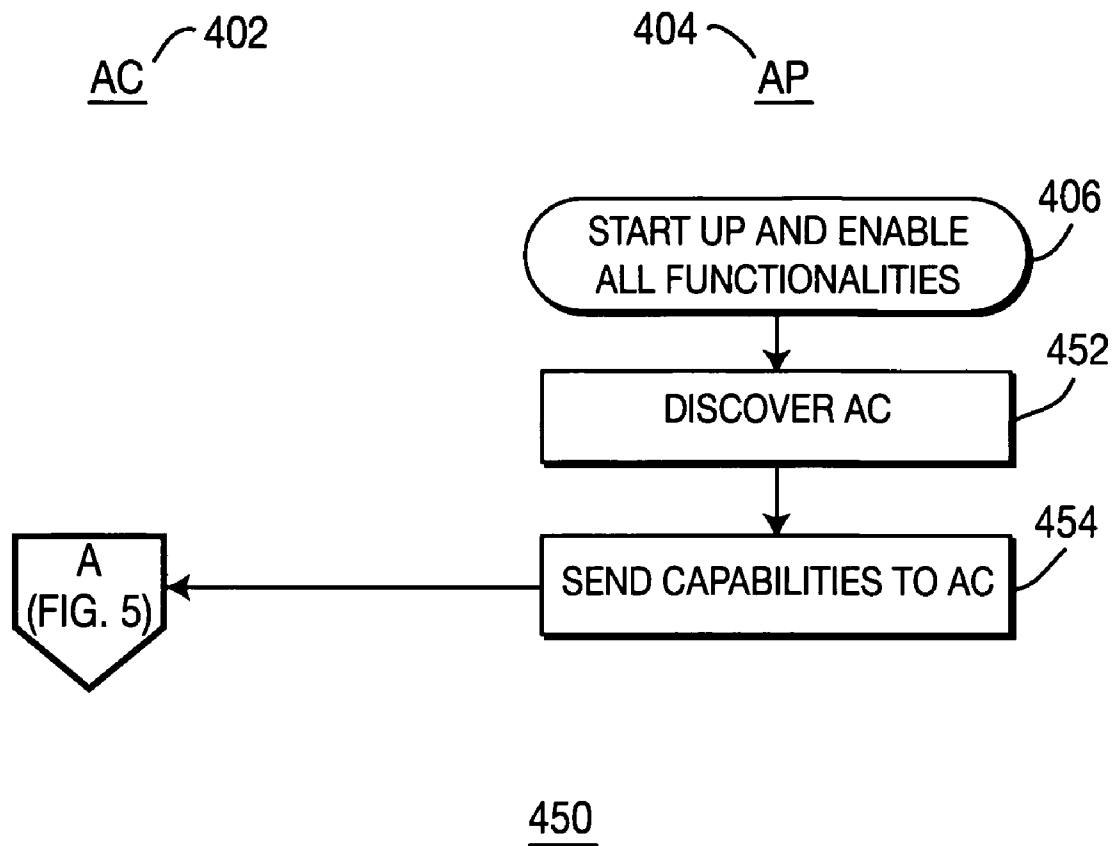 402
AC
404
AP
406
START UP AND ENABLE
ALL FUNCTIONALITIES
452
DISCOVER AC
454
SEND CAPABILITIES TO AC
A
(FIG. 5)
450